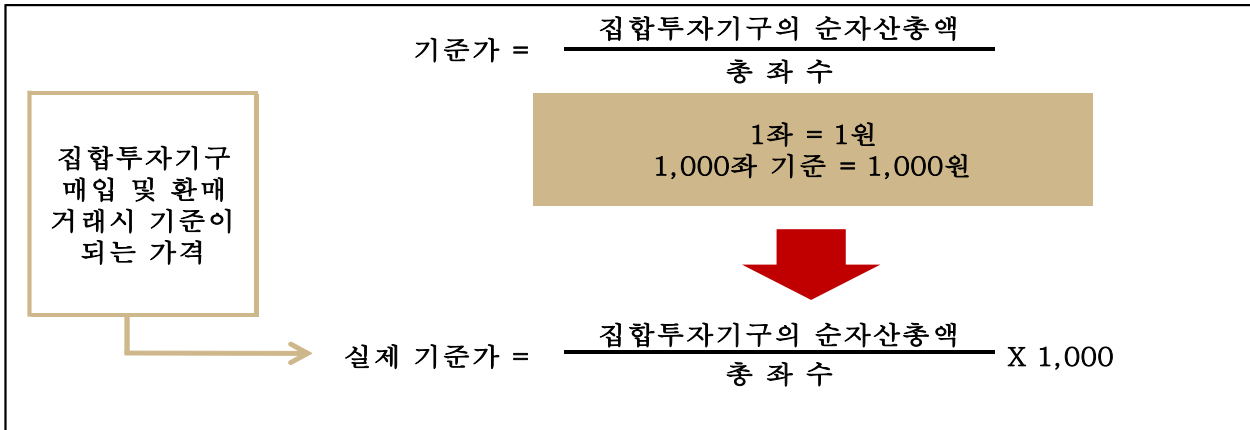 기준가 =
집합투자기구의 순자산총액
총 좌 수
1좌 = 1원
1,000좌 기준 = 1,000원
집합투자기구
매입 및 환매
거래시 기준이
되는 가격
실제 기준가 =
집합투자기구의 순자산총액
총 좌 수
X 1,000